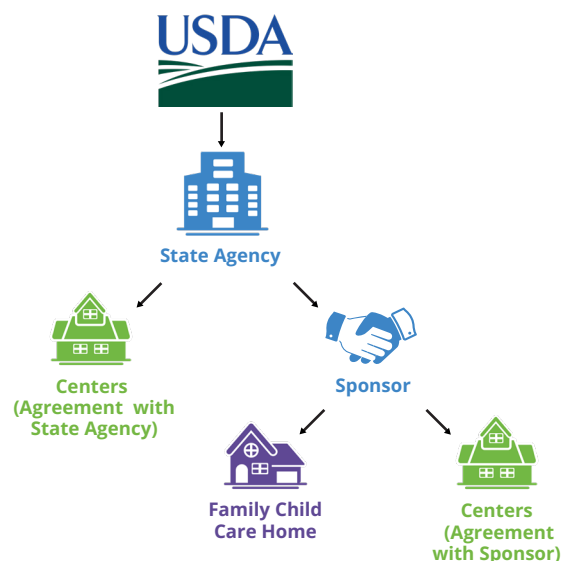 USDA
State Agency
Centers
(Agreement with
State Agency)
Sponsor
Family Child
Care Home
Centers
(Agreement
with Sponsor)